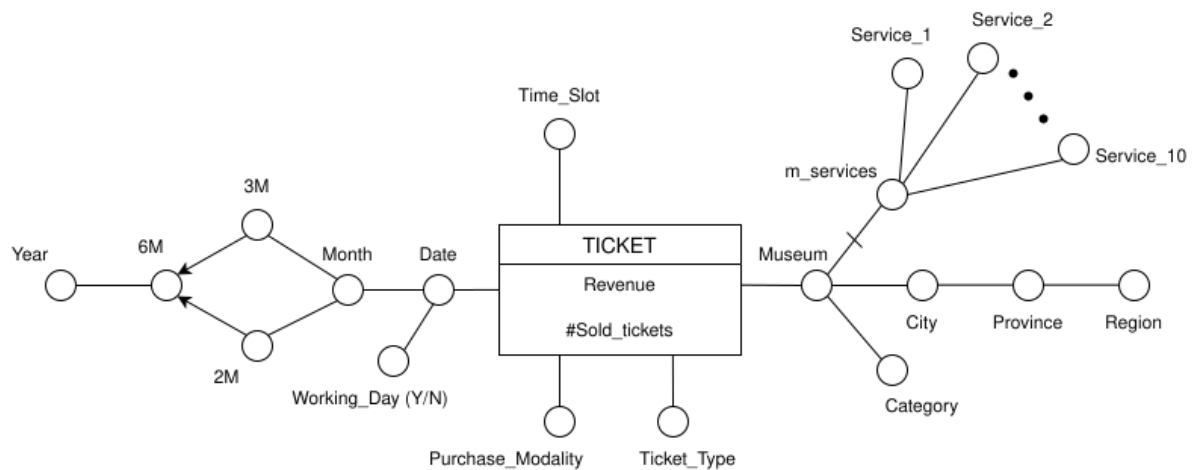 Service_2
Service_1
Time_Slot
Service_10
m_services
3M
TICKET
Year
6M
Month
Date
Museum
Revenue
#Sold_tickets
City
Province
Region
2M
Working_Day (Y/N)
Category
Purchase_Modality
Ticket_Type